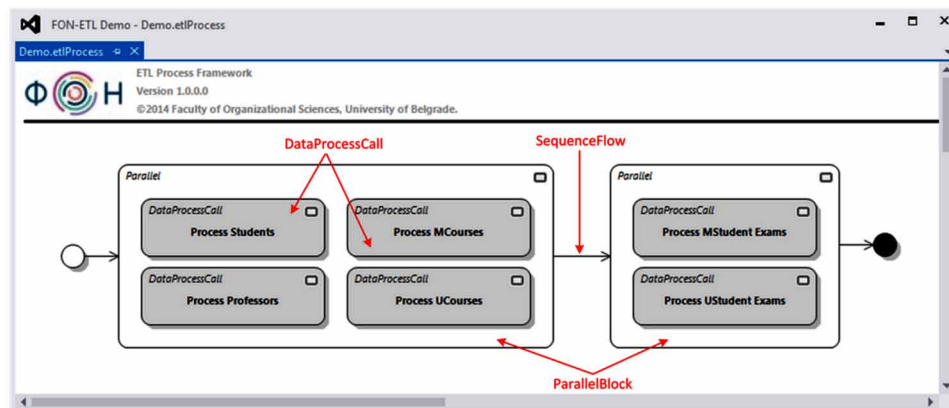 FON-ETL Demo - Demo.etlProcess
Demo.etlProcess
Ф Н
ETL Process Framework
Version 1.0.0.0
©2014 Faculty of Organizational Sciences, University of Belgrade.
DataProcessCall
SequenceFlow
Parallel
DataProcessCall
Process Students
DataProcessCall
Process MCourses
DataProcessCall
Process Professors
DataProcessCall
Process UCourses
Parallel
DataProcessCall
Process MStudent Exams
DataProcessCall
Process UStudent Exams
ParallelBlock